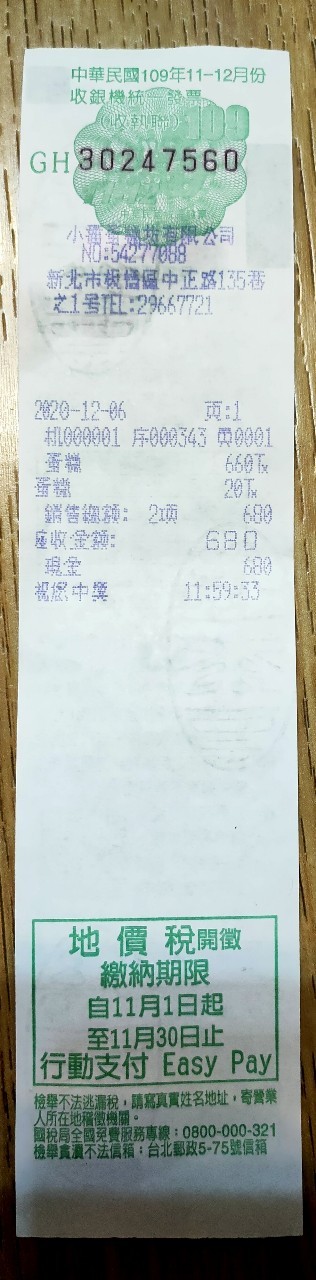 中華民國109年11-12月份
收銀機統一發票
(收執聯)
109
GH30247560
有限公司
NO:54277088
新北市板橋區中正路135巷
之1号TEL:29667721
2020-12-06 页:1
机000001 序000343 頁0001
蛋糕 660Tx
蛋糕 20Tx
銷售總額: 2項 680
應收金額: 680
現金 680
祝您中獎 11:59:33
地價稅開徵
繳納期限
自11月1日起
至11月30日止
行動支付 Easy Pay
檢舉不法逃漏稅，請寫真實姓名地址，寄營業
人所在地稽徵機關。
國稅局全國免費服務專線：0800-000-321
檢舉貪瀆不法信箱：台北郵政5-75號信箱